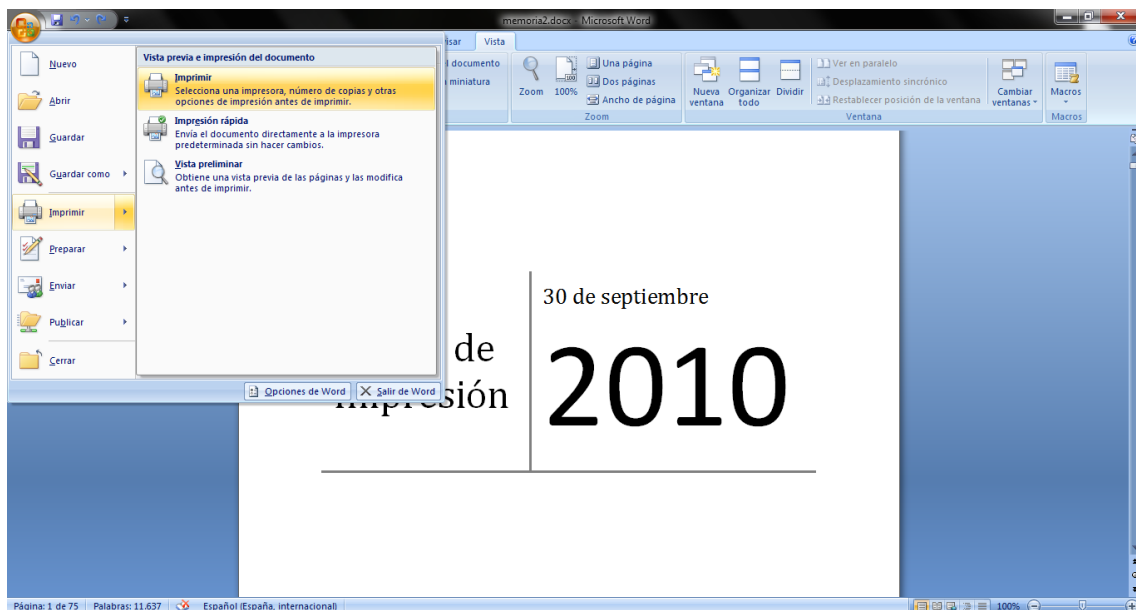 memoria2.docx - Microsoft Word
Vista
Nuevo
Abrir
Guardar
Guardar como
Imprimir
Preparar
Enviar
Publicar
Cerrar
Vista previa e impresión del documento
Imprimir
Selecciona una impresora, número de copias y otras
opciones de impresión antes de imprimir.
Impresión rápida
Envía el documento directamente a la impresora
predeterminada sin hacer cambios.
Vista preliminar
Obtiene una vista previa de las páginas y las modifica
antes de imprimir.
Opciones de Word
Salir de Word
documento
miniatura
Zoom
100%
Una página
Dos páginas
Ancho de página
Zoom
Nueva
ventana
Organizar
todo
Dividir
Ver en paralelo
Desplazamiento sincrónico
Restablecer posición de la ventana
Ventana
Cambiar
ventanas
Macros
Macros
30 de septiembre
de
impresión
2010
Página: 1 de 75
Palabras: 11.637
Español (España, internacional)
100%